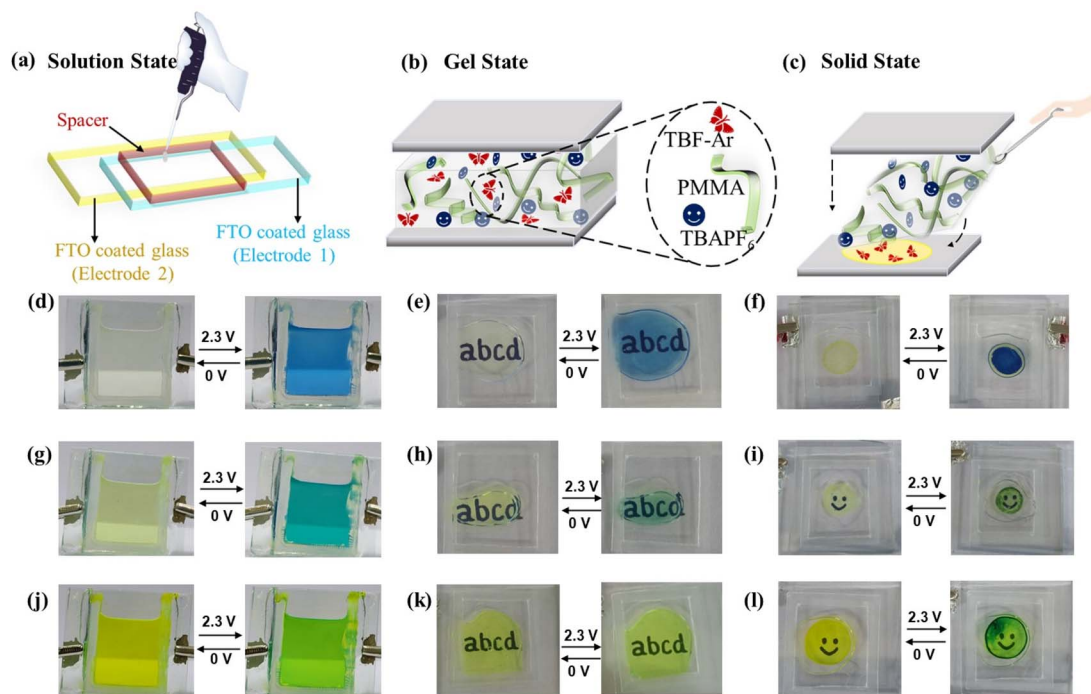 (a) Solution State
Spacer
FTO coated glass
(Electrode 2)
FTO coated glass
(Electrode 1)
(b) Gel State
TBF-Ar
PMMA
TBAPF₆
(c) Solid State
(d)
2.3 V
0 V
(e)
abcd
2.3 V
0 V
abcd
(f)
2.3 V
0 V
(g)
2.3 V
0 V
(h)
abcd
2.3 V
0 V
abcd
(i)
2.3 V
0 V
(j)
2.3 V
0 V
(k)
abcd
2.3 V
0 V
abcd
(l)
2.3 V
0 V